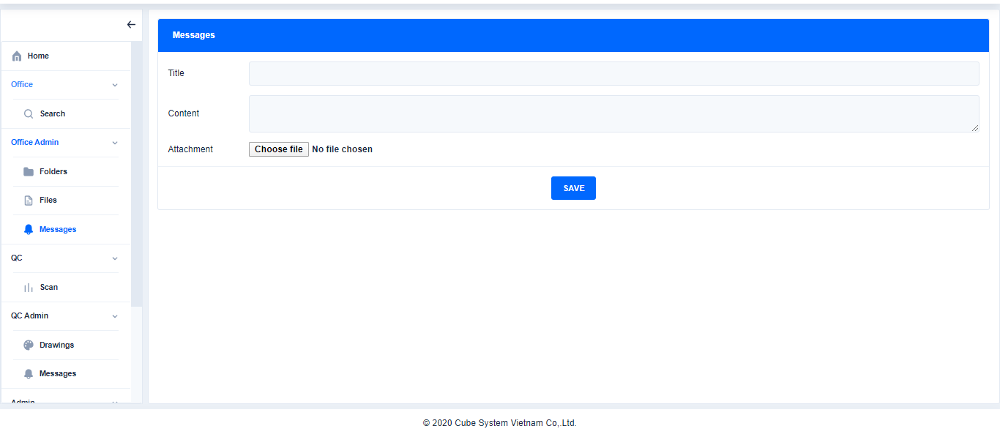 Home
Office
Search
Office Admin
Folders
Files
Messages
QC
Scan
QC Admin
Drawings
Messages
Admin
Messages
Title
Content
Attachment
Choose file No file chosen
SAVE
© 2020 Cube System Vietnam Co,.Ltd.